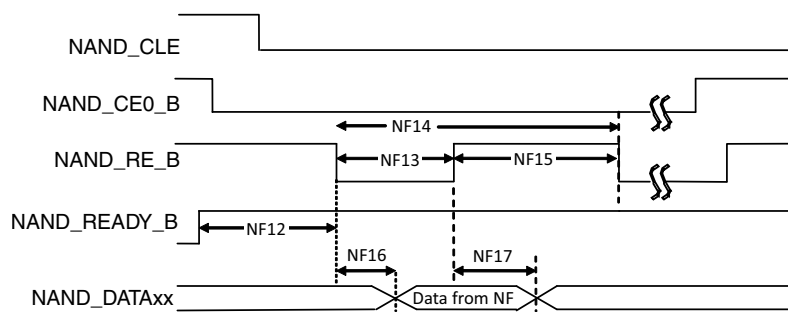 NAND_CLE
NAND_CE0_B
NF14
NAND_RE_B
NF13
NF15
NAND_READY_B
NF12
NF16
NF17
NAND_DATAxx
Data from NF